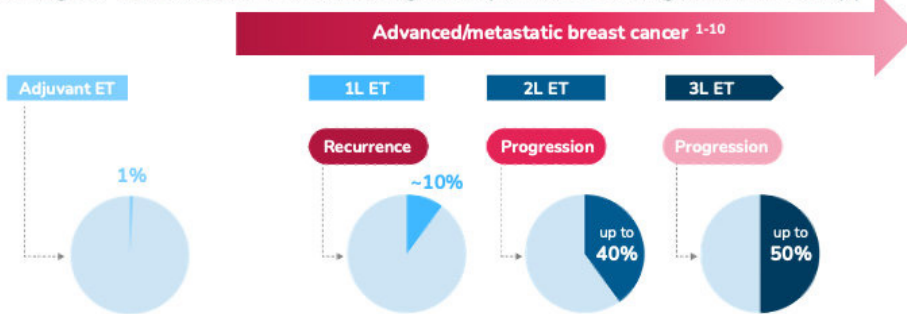 Advanced/metastatic breast cancer 1-10
Adjuvant ET
1L ET
2L ET
3L ET
Recurrence
Progression
Progression
1%
~10%
up to
40%
up to
50%